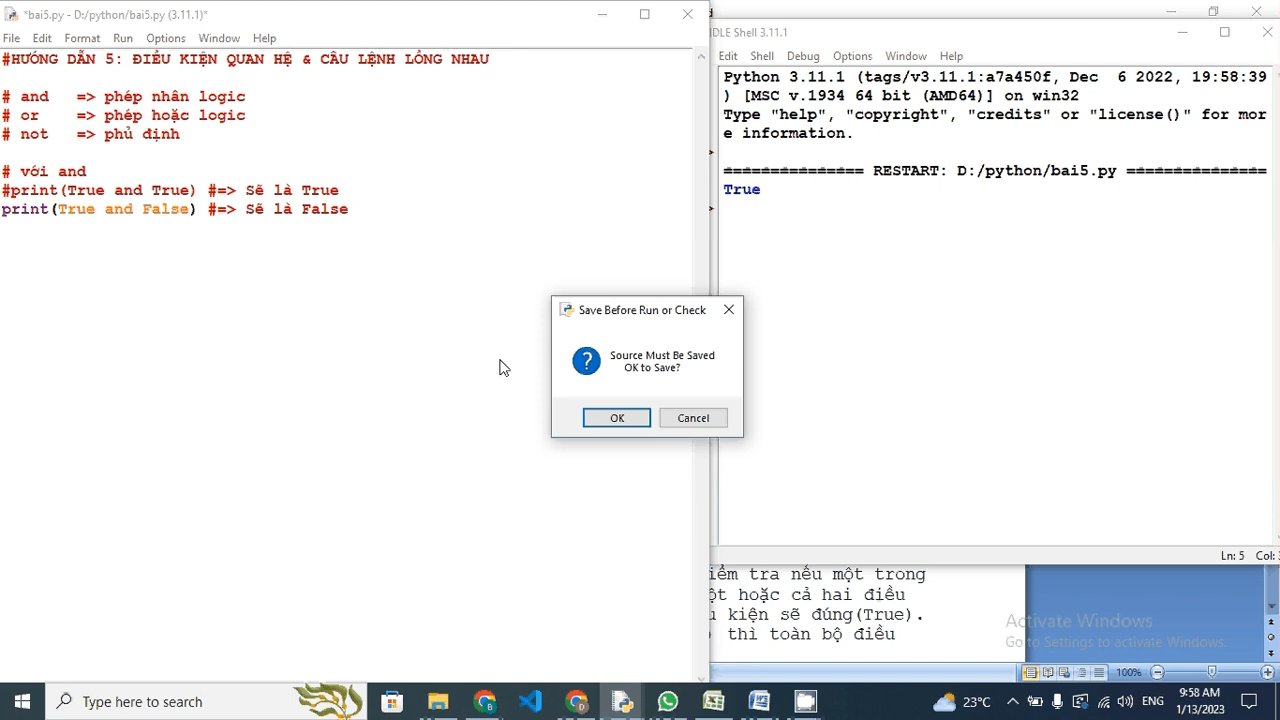 *bai5.py - D:/python/bai5.py (3.11.1)*
File Edit Format Run Options Window Help
#HƯỚNG DẪN 5: ĐIỀU KIỆN QUAN HỆ & CÂU LỆNH LỒNG NHAU
# and => phép nhân logic
# or => phép hoặc logic
# not => phủ định
# với and
#print(True and True) #=> Sẽ là True
print(True and False) #=> Sẽ là False
Shell 3.11.1
Edit Shell Debug Options Window Help
Python 3.11.1 (tags/v3.11.1:a7a450f, Dec 6 2022, 19:58:39
) [MSC v.1934 64 bit (AMD64)] on win32
Type "help", "copyright", "credits" or "license()" for mor
e information.
=============== RESTART: D:/python/bai5.py ===============
True
Ln: 5 Col:
Save Before Run or Check
Source Must Be Saved
OK to Save?
OK Cancel
tra nếu một trong
hoặc cả hai điều
kiện sẽ đúng(True).
thì toàn bộ điều
Activate Windows
Go to Settings to activate Windows.
100%
Type here to search
23°C
ENG
9:58 AM
1/13/2023